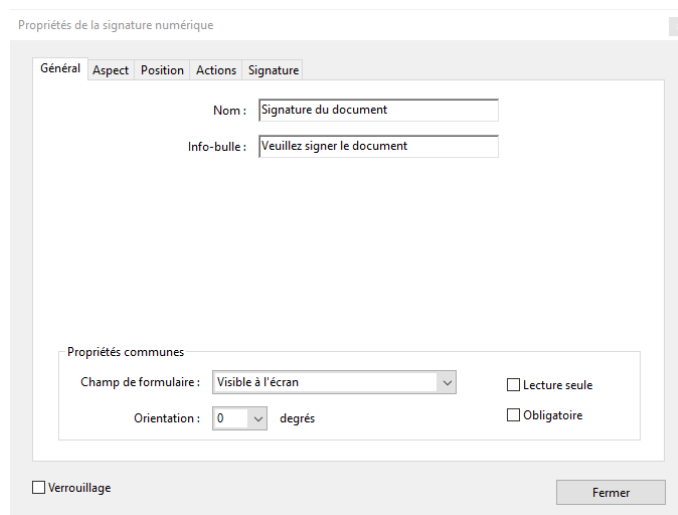 Propriétés de la signature numérique
Général Aspect Position Actions Signature
Nom : Signature du document
Info-bulle : Veuillez signer le document
Propriétés communes
Champ de formulaire : Visible à l'écran Lecture seule
Orientation : 0 degrés Obligatoire
Verrouillage Fermer